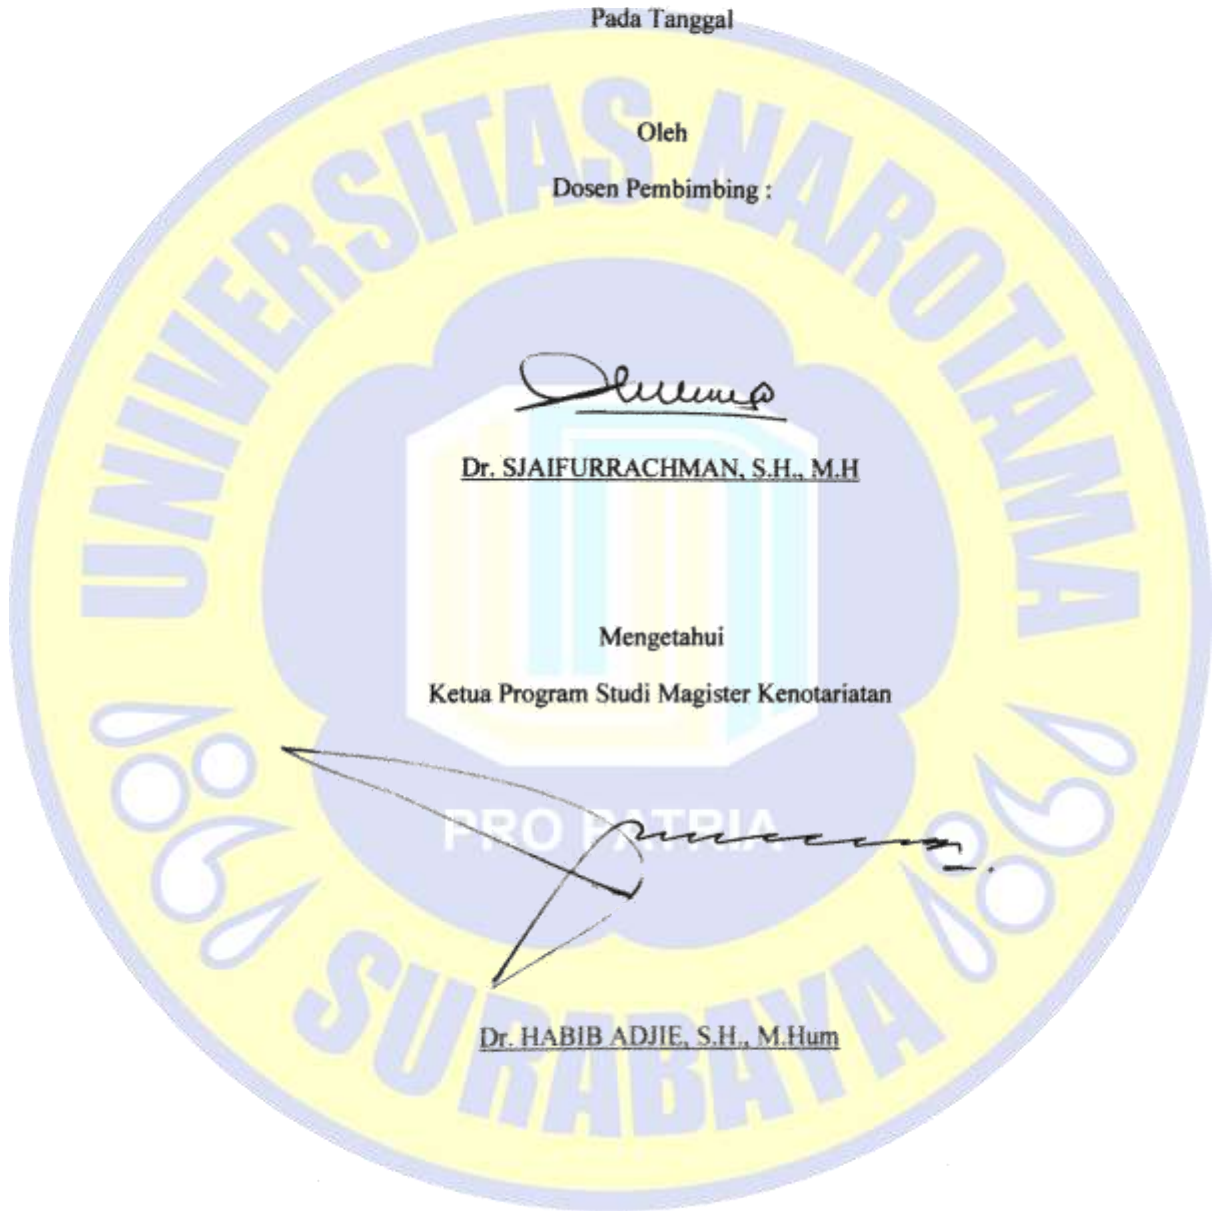 Pada Tanggal
Oleh
Dosen Pembimbing :
Dr. SJAIFURRACHMAN, S.H., M.H
Mengetahui
Ketua Program Studi Magister Kenotariatan
Dr. HABIB ADJIE, S.H., M.Hum
UNIVERSITAS NAROTAMA
PRO PATRIA
SURABAYA